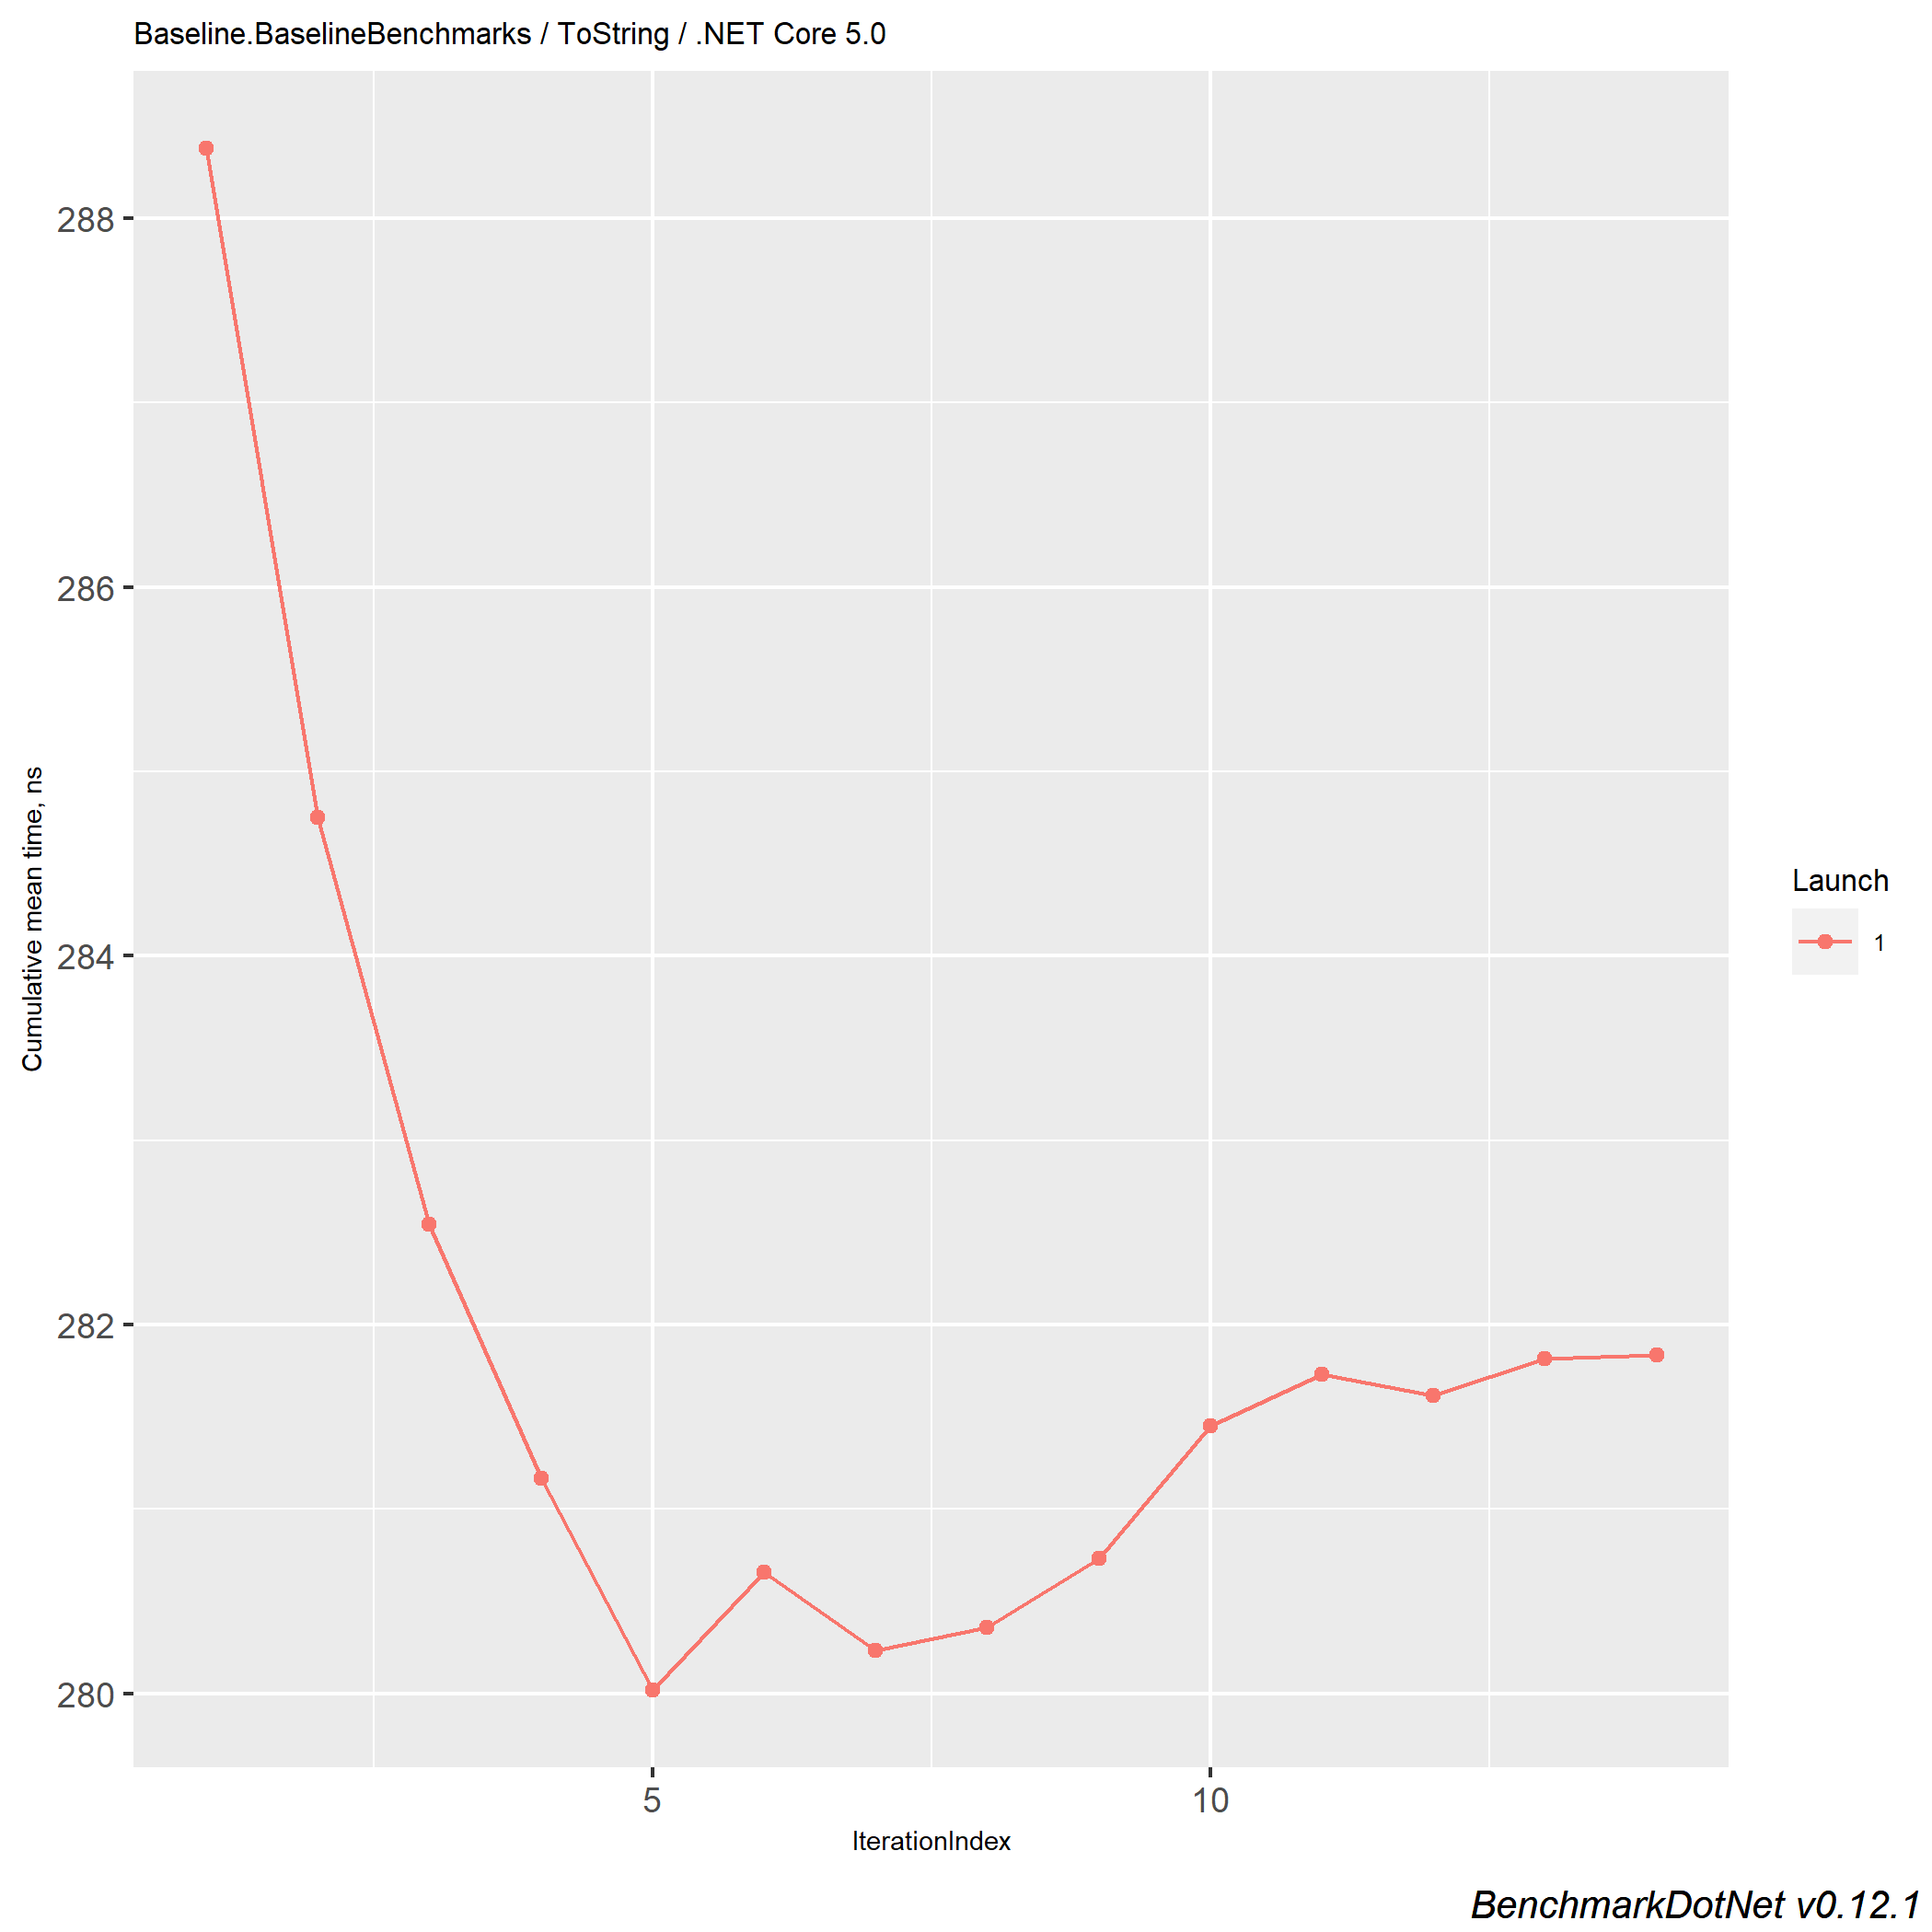 Baseline.BaselineBenchmarks / ToString / .NET Core 5.0
Cumulative mean time, ns
288
286
284
282
280
5
10
IterationIndex
Launch
1
BenchmarkDotNet v0.12.1